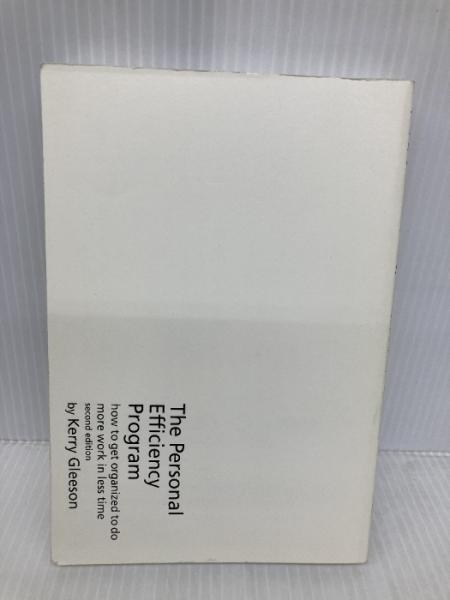 The Personal
Efficiency
Program
how to get organized to do
more work in less time
second edition
by Kerry Gleeson